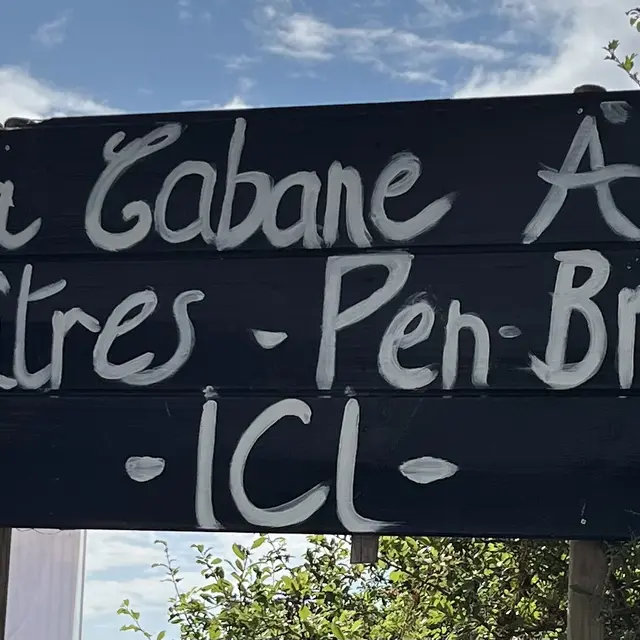 a Cabane A
tres - Pen-Br
- ICI -